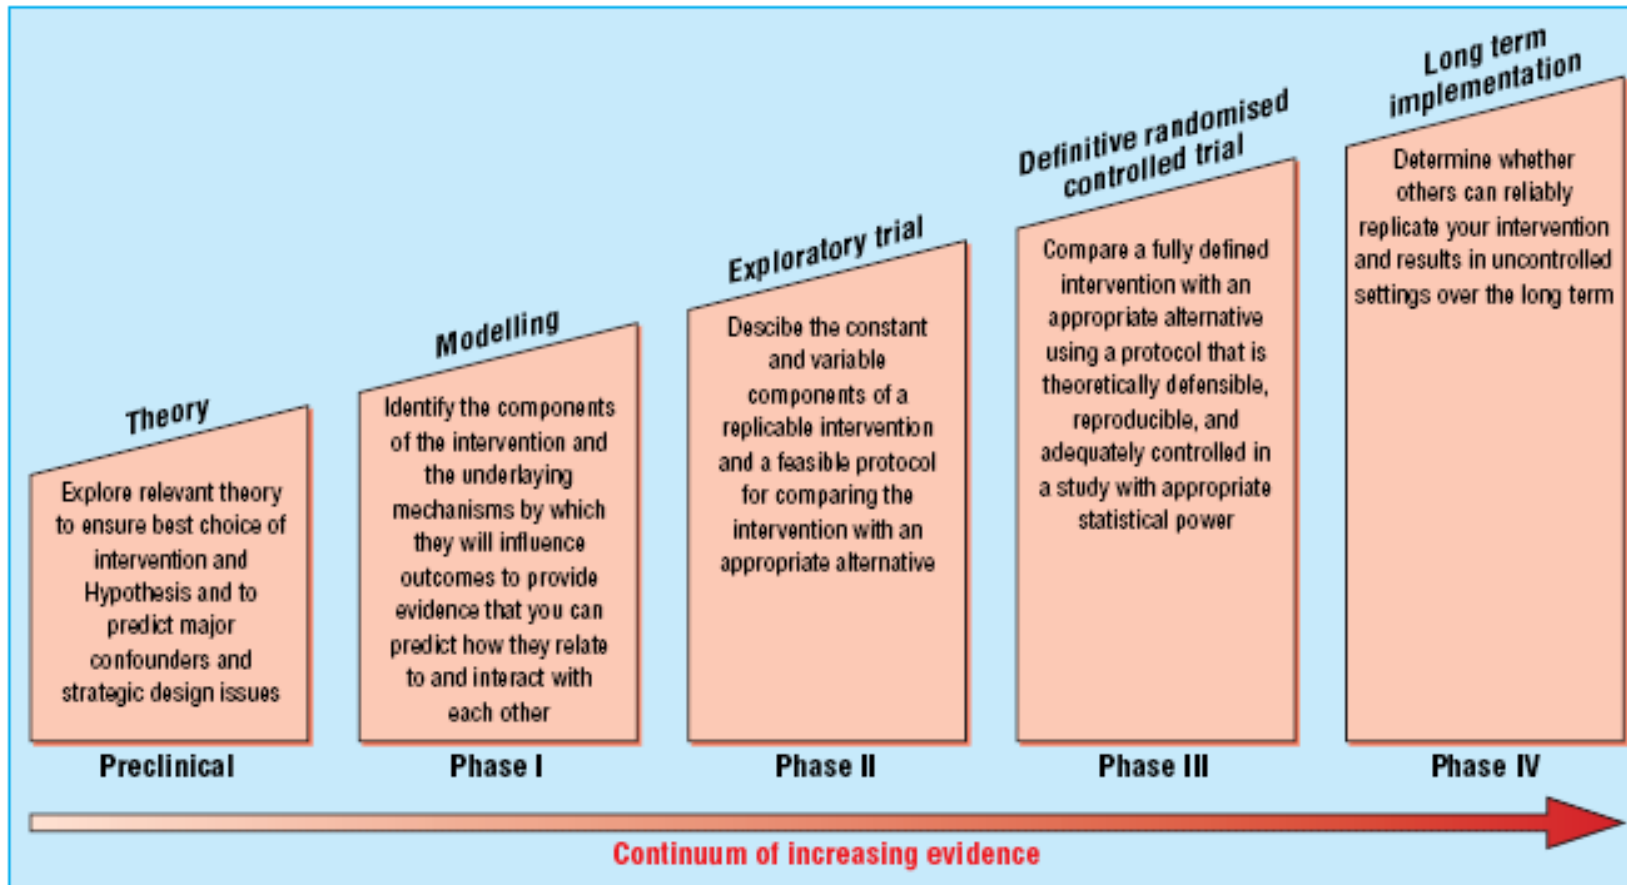 Theory
Explore relevant theory
to ensure best choice of
intervention and
Hypothesis and to
predict major
confounders and
strategic design issues
Preclinical
Modelling
Identify the components
of the intervention and
the underlaying
mechanisms by which
they will influence
outcomes to provide
evidence that you can
predict how they relate
to and interact with
each other
Phase I
Exploratory trial
Descibe the constant
and variable
components of a
replicable intervention
and a feasible protocol
for comparing the
intervention with an
appropriate alternative
Phase II
Definitive randomised
controlled trial
Compare a fully defined
intervention with an
appropriate alternative
using a protocol that is
theoretically defensible,
reproducible, and
adequately controlled in
a study with appropriate
statistical power
Phase III
Long term
implementation
Determine whether
others can reliably
replicate your intervention
and results in uncontrolled
settings over the long term
Phase IV
Continuum of increasing evidence